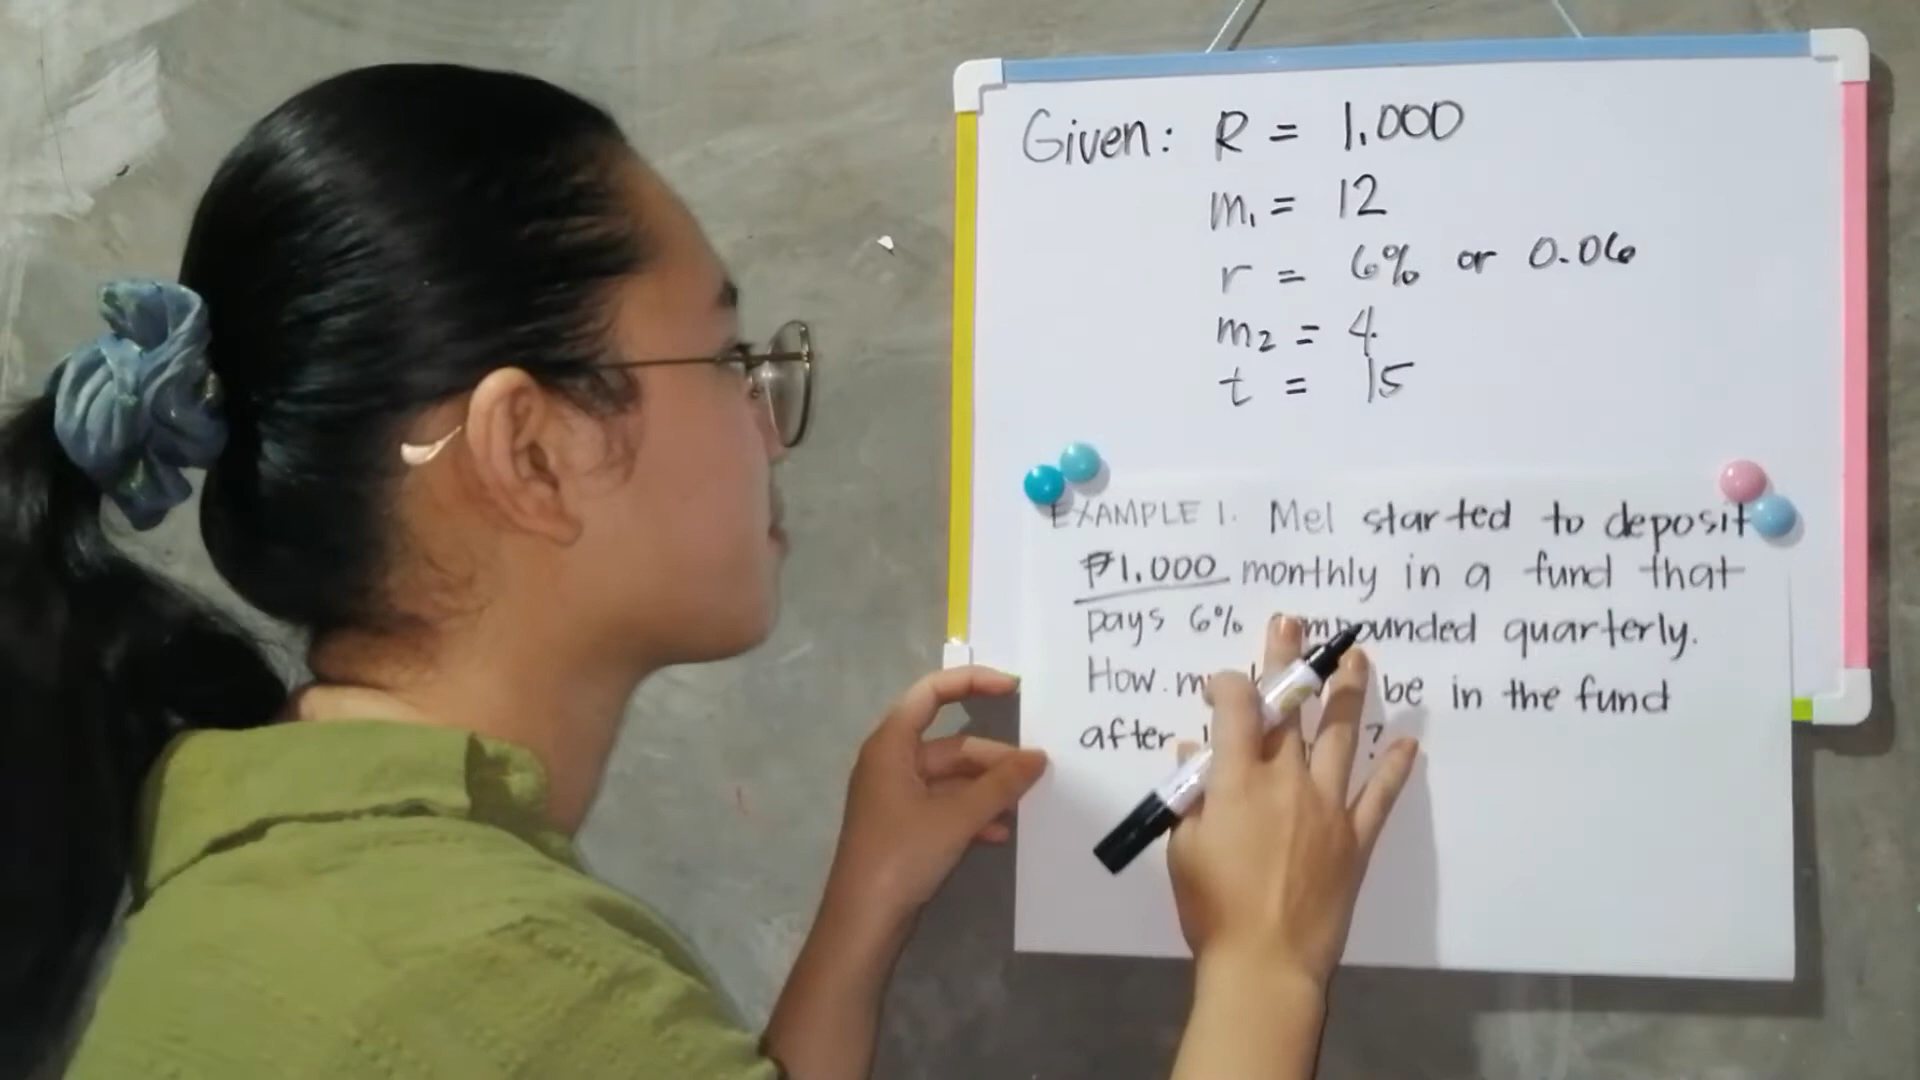 Given: R = 1,000
m₁ = 12
r = 6% or 0.06
m₂ = 4
t = 15
EXAMPLE 1. Mel started to deposit
₱1,000 monthly in a fund that
pays 6% compounded quarterly.
How be in the fund
after ?